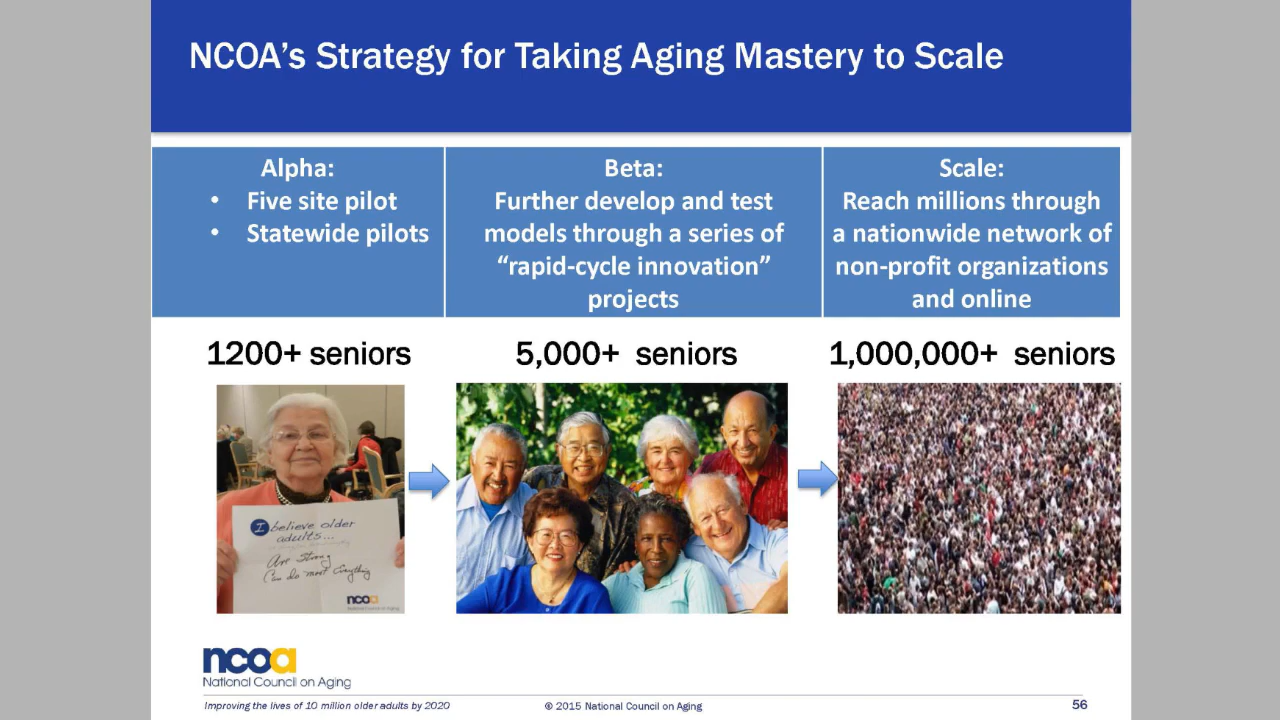 NCOA's Strategy for Taking Aging Mastery to Scale
Alpha:
• Five site pilot
• Statewide pilots
Beta:
Further develop and test
models through a series of
“rapid-cycle innovation”
projects
Scale:
Reach millions through
a nationwide network of
non-profit organizations
and online
1200+ seniors
5,000+ seniors
1,000,000+ seniors
I believe older
adults...
Are Strong
Can do most Everything
ncoa
National Council on Aging
ncoa
National Council on Aging
Improving the lives of 10 million older adults by 2020
© 2015 National Council on Aging
56